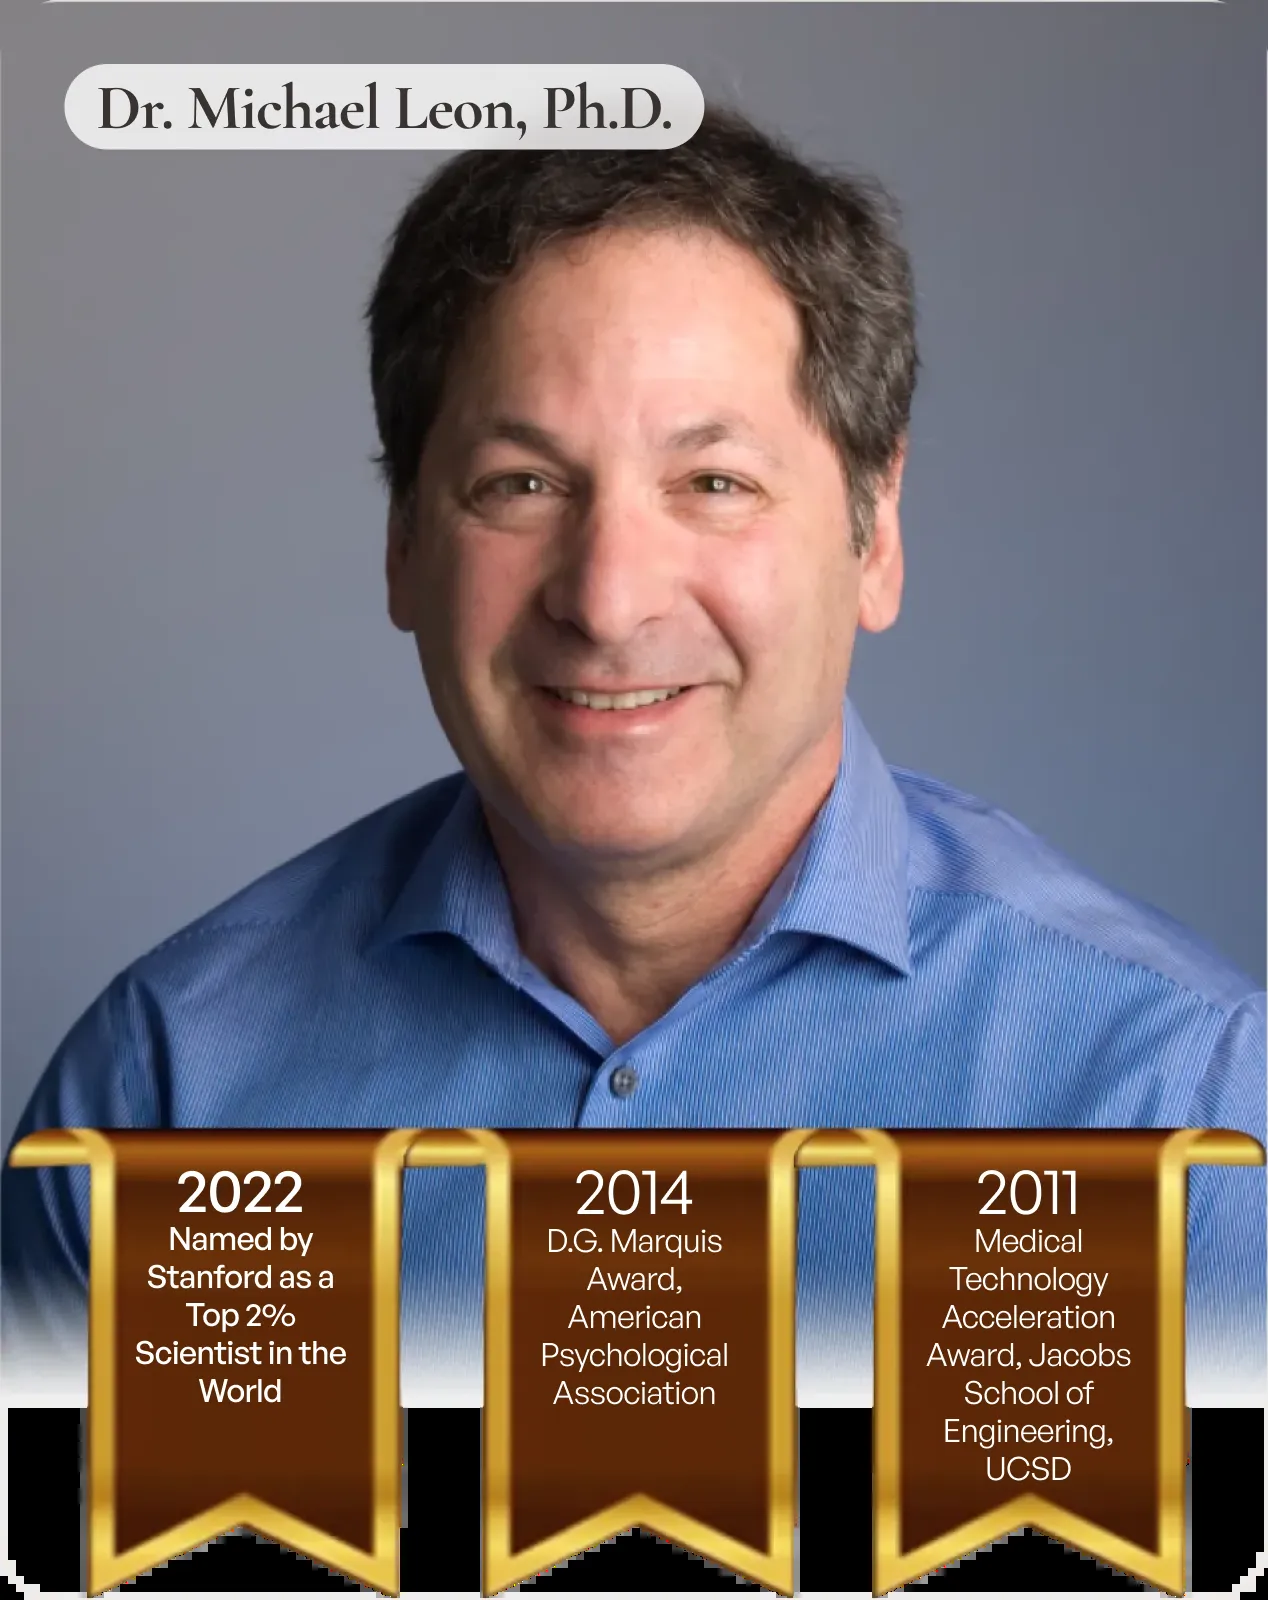 Dr. Michael Leon, Ph.D.
2022
Named by
Stanford as a
Top 2%
Scientist in the
World
2014
D.G. Marquis
Award,
American
Psychological
Association
2011
Medical
Technology
Acceleration
Award, Jacobs
School of
Engineering,
UCSD